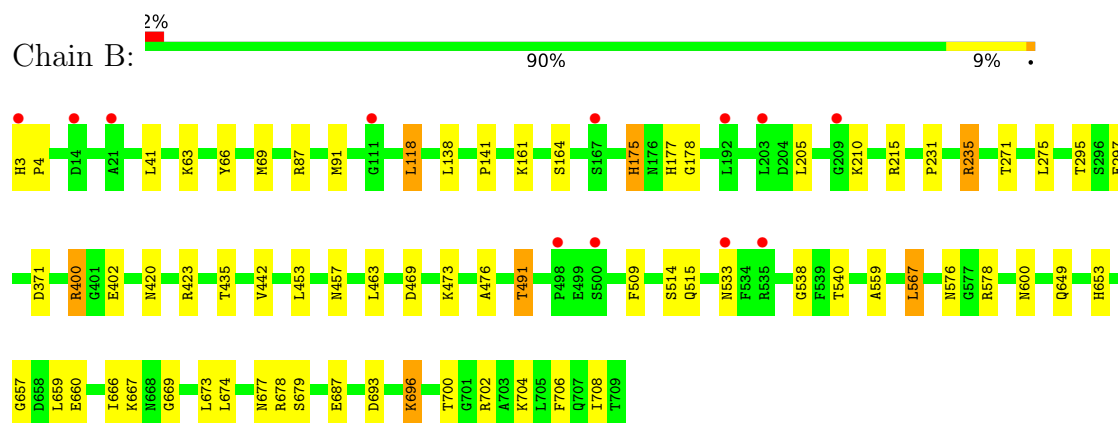 2%
Chain B:
90% 9% •
H3 P4 D14 A21 L41 K63 Y66 M69 R87 M91 G111 L118 L138 P141 K161 S164 S167 H175 N176 H177 G178 L192 L203 D204 L205 G209 K210 R215 P231 R235 T271 L275 T295 S296
D371 R400 G401 E402 N420 R423 T435 V442 L453 N457 L463 D469 K473 A476 T491 P498 E499 S500 F509 S514 Q515 N533 F534 R535 G538 F539 T540 A559 L567 N576 G577 R578 N600 Q649 H653
G657 D658 L659 E660 I666 K667 N668 G669 L673 L674 N677 R678 S679 E687 D693 K696 T700 G701 R702 A703 K704 L705 F706 Q707 I708 T709